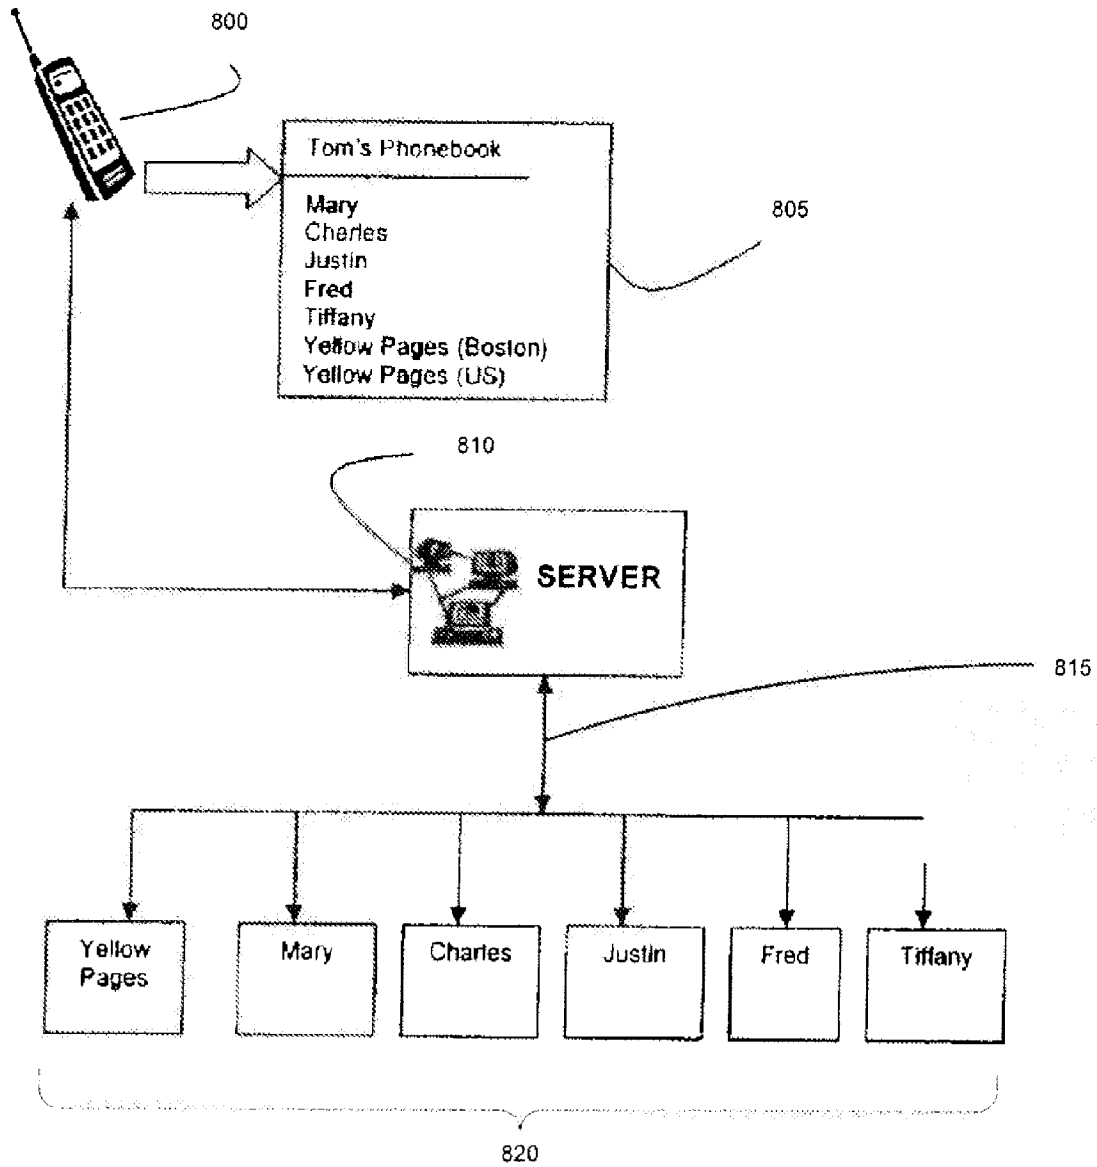 800
Tom's Phonebook
805
Mary
Charles
Justin
Fred
Tiffany
Yellow Pages (Boston)
Yellow Pages (US)
810
SERVER
815
Yellow
Pages
Mary
Charles
Justin
Fred
Tiffany
820